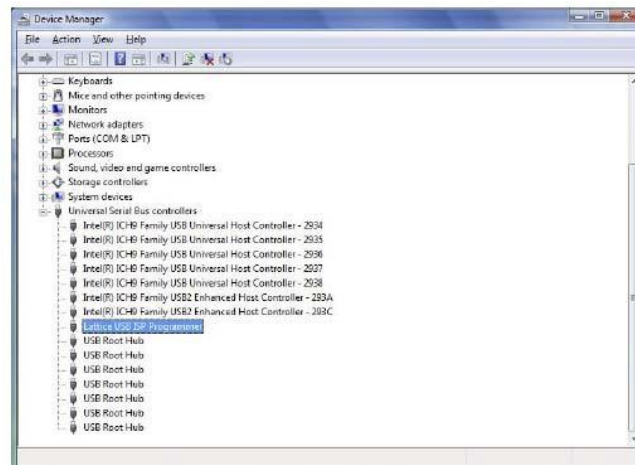 Device Manager
File Action View Help
Keyboards
Mice and other pointing devices
Monitors
Network adapters
Ports (COM & LPT)
Processors
Sound, video and game controllers
Storage controllers
System devices
Universal Serial Bus controllers
Intel(R) ICH9 Family USB Universal Host Controller - 2934
Intel(R) ICH9 Family USB Universal Host Controller - 2935
Intel(R) ICH9 Family USB Universal Host Controller - 2936
Intel(R) ICH9 Family USB Universal Host Controller - 2937
Intel(R) ICH9 Family USB Universal Host Controller - 2938
Intel(R) ICH9 Family USB2 Enhanced Host Controller - 293A
Intel(R) ICH9 Family USB2 Enhanced Host Controller - 293C
Lattice USB ISP Programmer
USB Root Hub
USB Root Hub
USB Root Hub
USB Root Hub
USB Root Hub
USB Root Hub
USB Root Hub